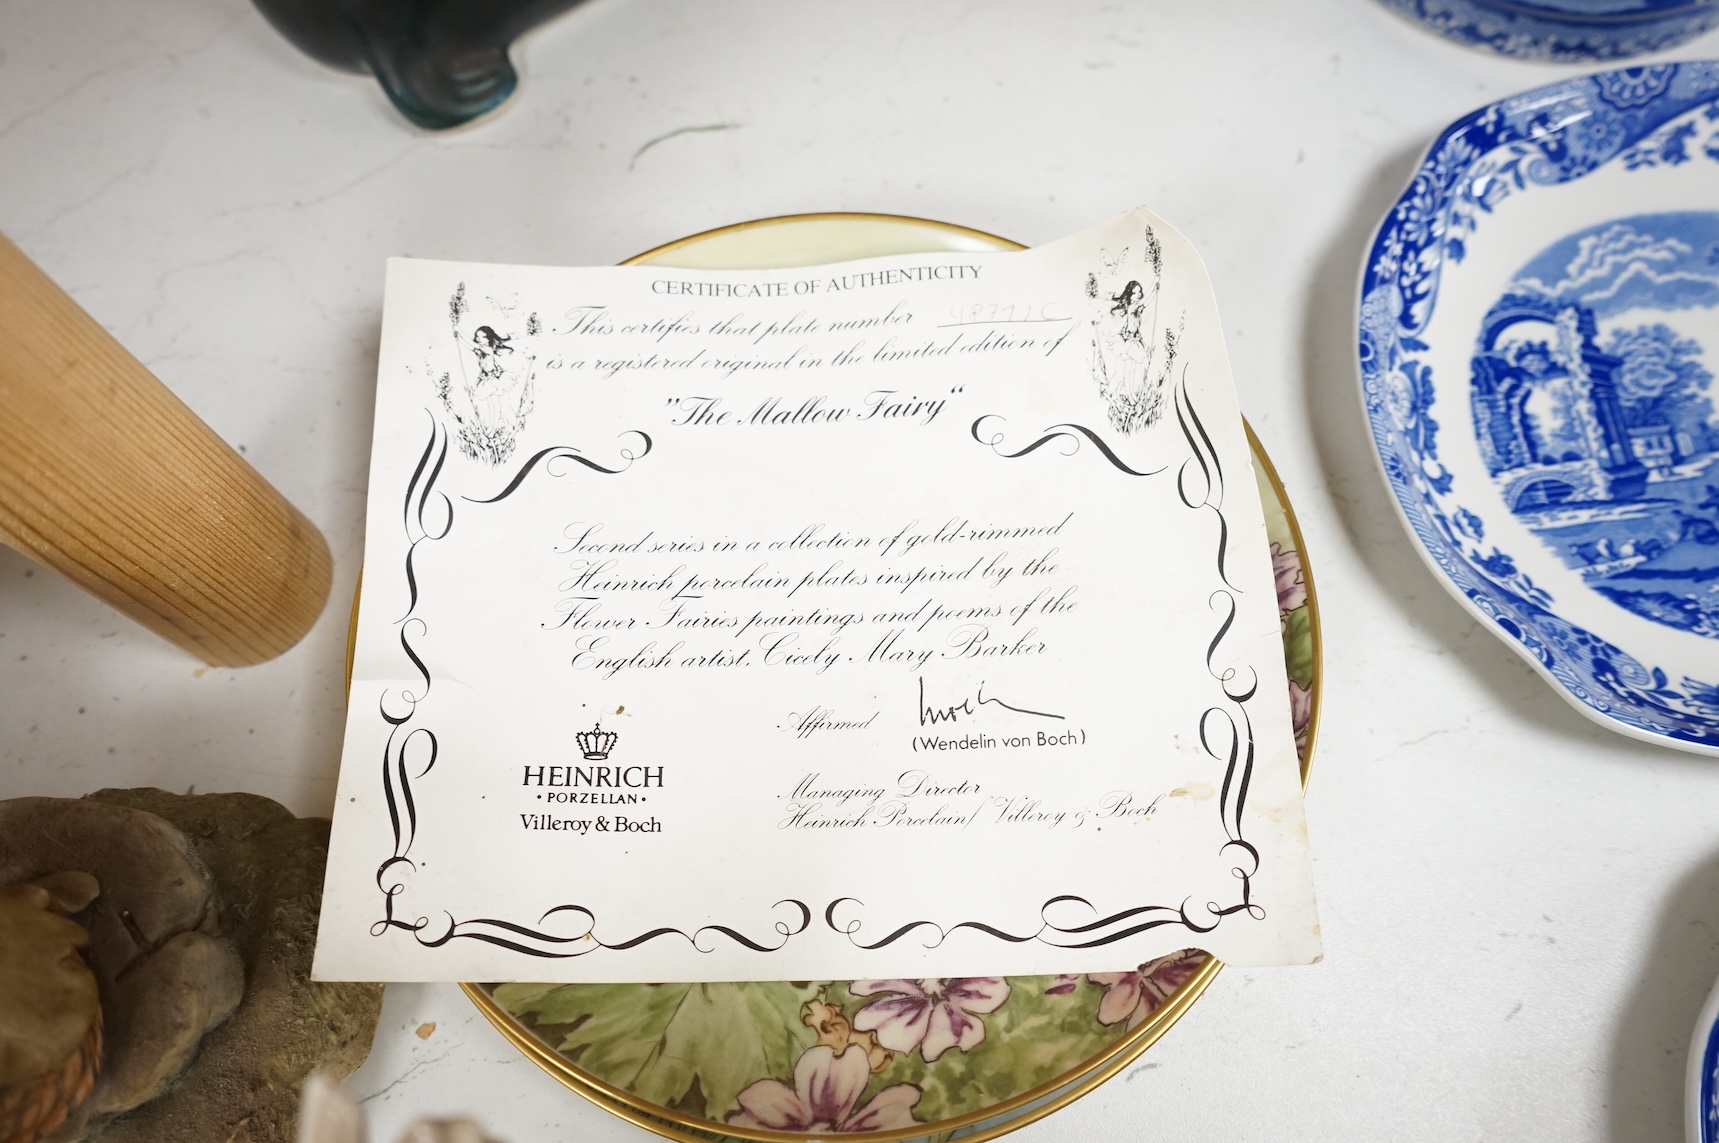 CERTIFICATE OF AUTHENTICITY
This certifies that plate number
is a registered original in the limited edition of
"The Mallow Fairy"
Second series in a collection of gold-rimmed
Heinrich porcelain plates inspired by the
Flower Fairies paintings and poems of the
English artist, Cicely Mary Barker
Affirmed
(Wendelin von Boch)
HEINRICH
• PORZELLAN •
Villeroy & Boch
Managing Director
Heinrich Porcelain/ Villeroy & Boch